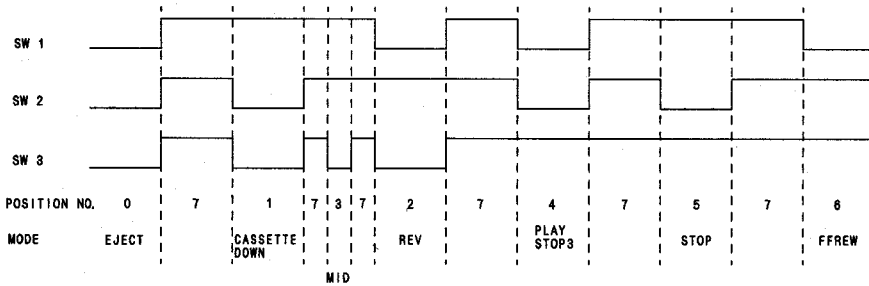 SW 1
SW 2
SW 3
POSITION NO. 0 7 1 7 3 7 2 7 4 7 5 7 6
MODE EJECT CASSETTE DOWN REV PLAY STOP3 STOP FFREW
MID